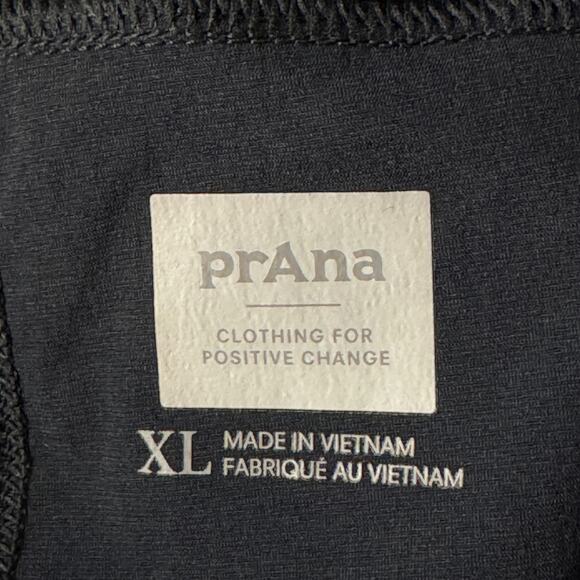 prAna
CLOTHING FOR
POSITIVE CHANGE
XL MADE IN VIETNAM
FABRIQUÉ AU VIETNAM